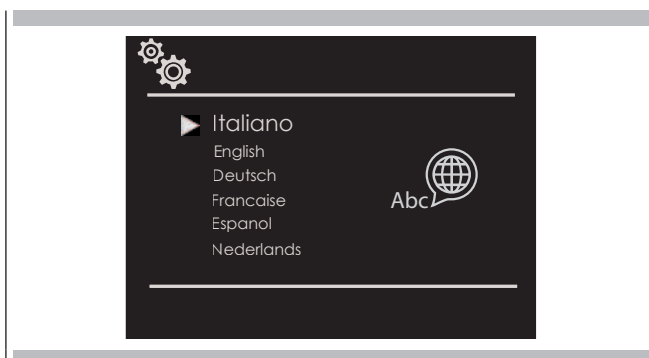 Italiano
English
Deutsch
Francaise
Espanol
Nederlands
Abc